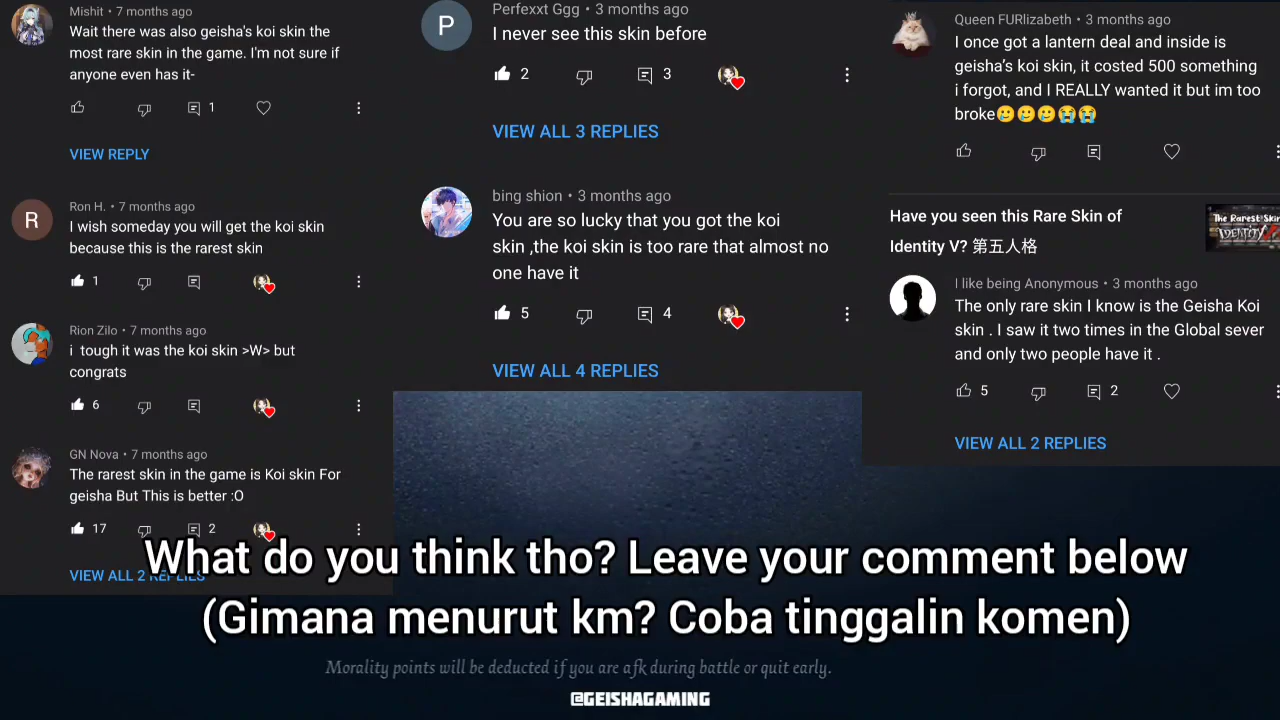 Mishit • 7 months ago
Wait there was also geisha's koi skin the
most rare skin in the game. I'm not sure if
anyone even has it-
1
VIEW REPLY
R
Ron H. • 7 months ago
I wish someday you will get the koi skin
because this is the rarest skin
1
Rion Zilo • 7 months ago
i tough it was the koi skin >W> but
congrats
6
GN Nova • 7 months ago
The rarest skin in the game is Koi skin For
geisha But This is better :O
17 2
VIEW ALL 2 REPLIES
P
Perfexxt Ggg • 3 months ago
I never see this skin before
2 3
VIEW ALL 3 REPLIES
bing shion • 3 months ago
You are so lucky that you got the koi
skin ,the koi skin is too rare that almost no
one have it
5 4
VIEW ALL 4 REPLIES
Queen FURlizabeth • 3 months ago
I once got a lantern deal and inside is
geisha’s koi skin, it costed 500 something
i forgot, and I REALLY wanted it but im too
broke🥲🥲🥲😭😭
Have you seen this Rare Skin of
Identity V? 第五人格
The Rarest Skin
IDENTITY V
I like being Anonymous • 3 months ago
The only rare skin I know is the Geisha Koi
skin . I saw it two times in the Global sever
and only two people have it .
5 2
VIEW ALL 2 REPLIES
What do you think tho? Leave your comment below
(Gimana menurut km? Coba tinggalin komen)
Morality points will be deducted if you are afk during battle or quit early.
@GEISHAGAMING